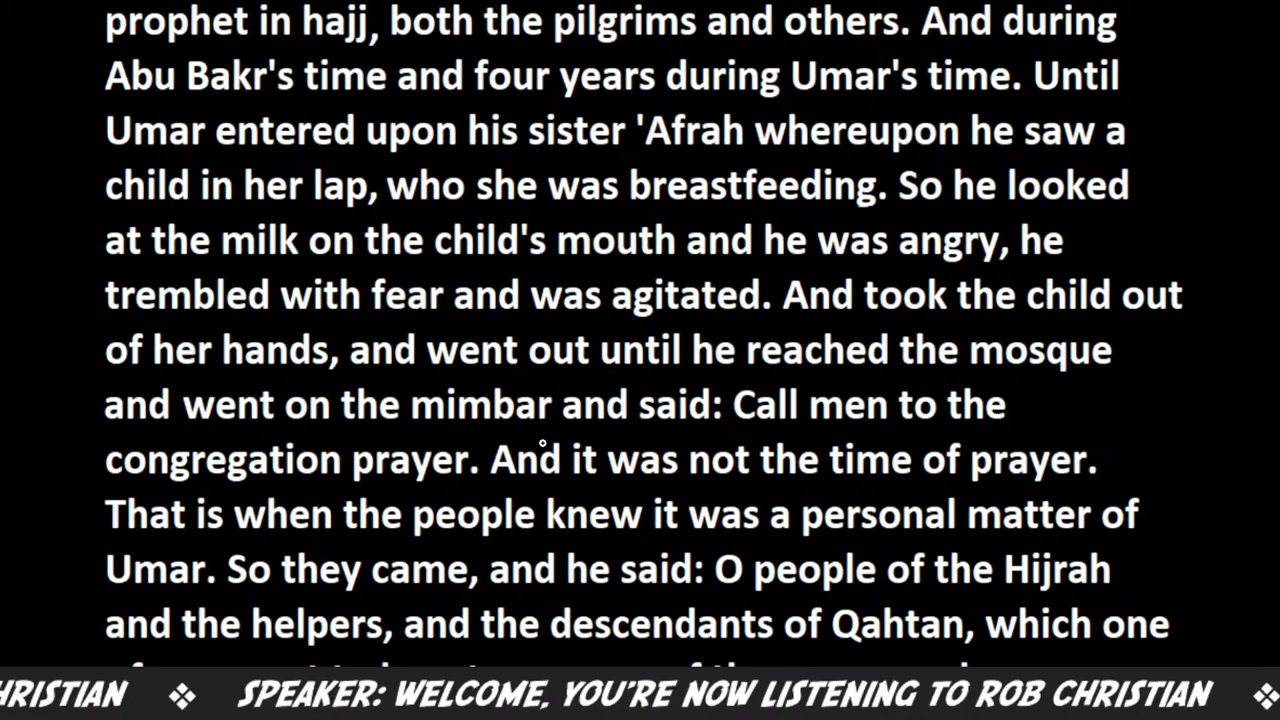 prophet in hajj, both the pilgrims and others. And during
Abu Bakr's time and four years during Umar's time. Until
Umar entered upon his sister 'Afrah whereupon he saw a
child in her lap, who she was breastfeeding. So he looked
at the milk on the child's mouth and he was angry, he
trembled with fear and was agitated. And took the child out
of her hands, and went out until he reached the mosque
and went on the mimbar and said: Call men to the
congregation prayer. And it was not the time of prayer.
That is when the people knew it was a personal matter of
Umar. So they came, and he said: O people of the Hijrah
and the helpers, and the descendants of Qahtan, which one
HRISTIAN ❖ SPEAKER: WELCOME, YOU'RE NOW LISTENING TO ROB CHRISTIAN ❖